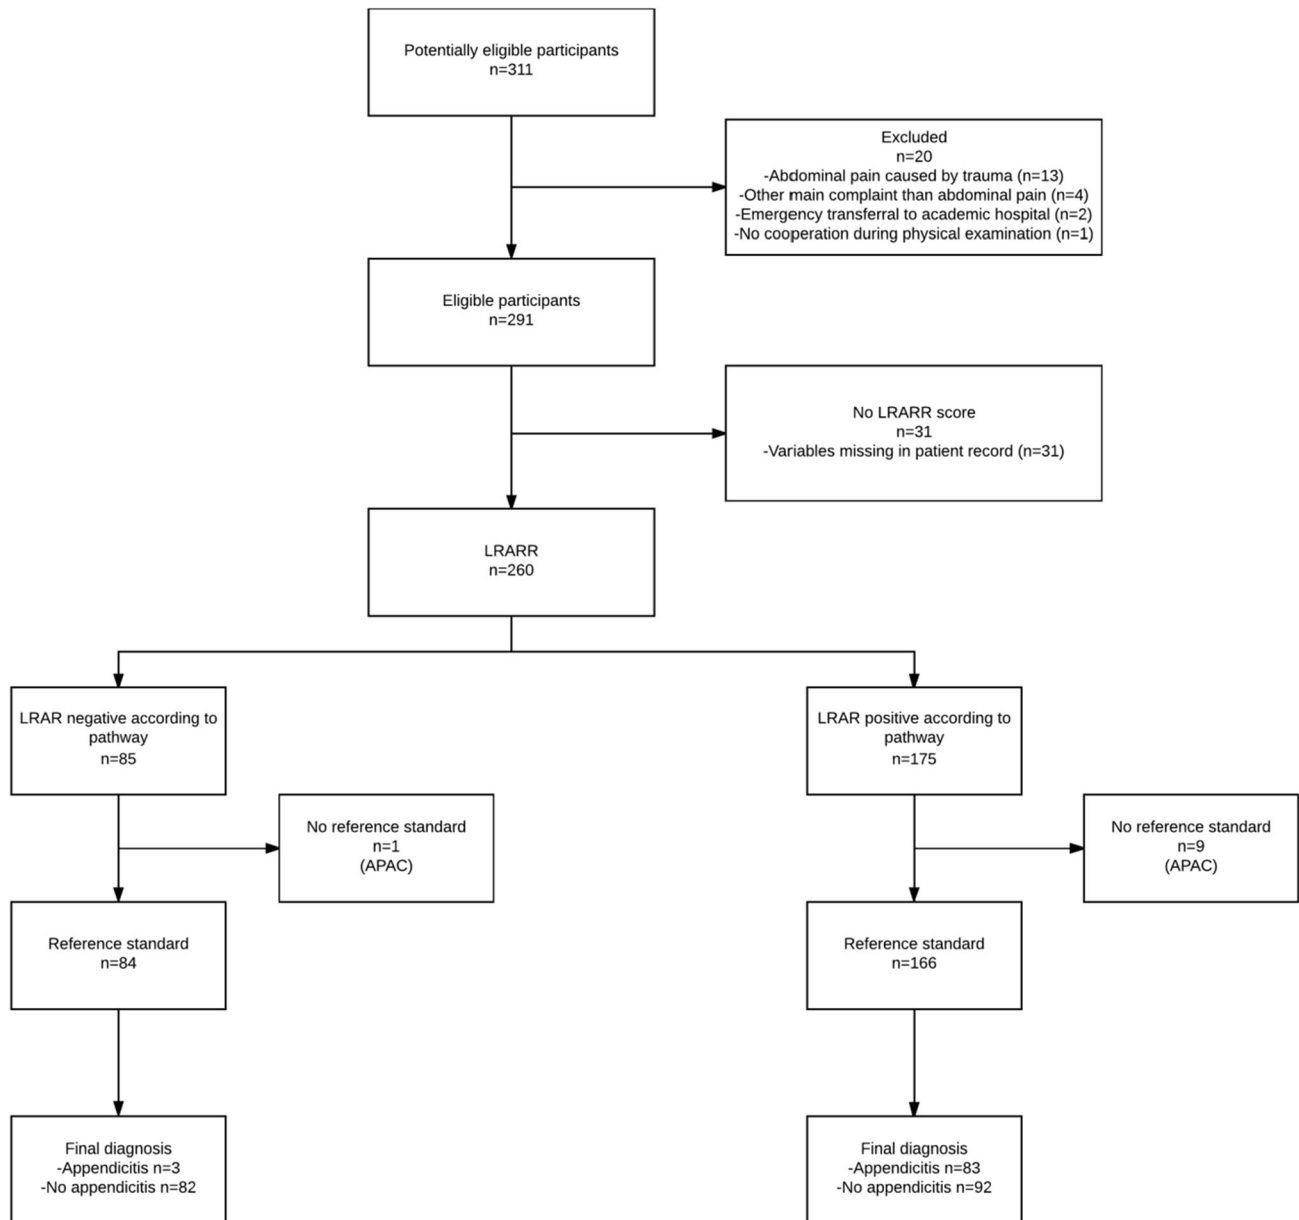 Potentially eligible participants
n=311
Excluded
n=20
-Abdominal pain caused by trauma (n=13)
-Other main complaint than abdominal pain (n=4)
-Emergency transferral to academic hospital (n=2)
-No cooperation during physical examination (n=1)
Eligible participants
n=291
No LRARR score
n=31
-Variables missing in patient record (n=31)
LRARR
n=260
LRAR negative according to
pathway
n=85
LRAR positive according to
pathway
n=175
No reference standard
n=1
(APAC)
No reference standard
n=9
(APAC)
Reference standard
n=84
Reference standard
n=166
Final diagnosis
-Appendicitis n=3
-No appendicitis n=82
Final diagnosis
-Appendicitis n=83
-No appendicitis n=92